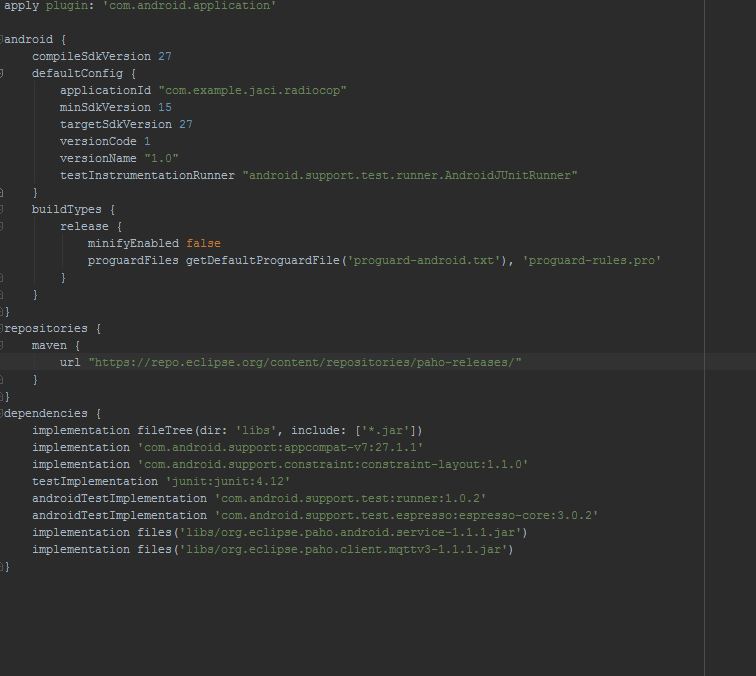 apply plugin: 'com.android.application'
android {
compileSdkVersion 27
defaultConfig {
applicationId "com.example.jaci.radiocop"
minSdkVersion 15
targetSdkVersion 27
versionCode 1
versionName "1.0"
testInstrumentationRunner "android.support.test.runner.AndroidJUnitRunner"
}
buildTypes {
release {
minifyEnabled false
proguardFiles getDefaultProguardFile('proguard-android.txt'), 'proguard-rules.pro'
}
}
}
repositories {
maven {
url "https://repo.eclipse.org/content/repositories/paho-releases/"
}
}
dependencies {
implementation fileTree(dir: 'libs', include: ['*.jar'])
implementation 'com.android.support:appcompat-v7:27.1.1'
implementation 'com.android.support.constraint:constraint-layout:1.1.0'
testImplementation 'junit:junit:4.12'
androidTestImplementation 'com.android.support.test:runner:1.0.2'
androidTestImplementation 'com.android.support.test.espresso:espresso-core:3.0.2'
implementation files('libs/org.eclipse.paho.android.service-1.1.1.jar')
implementation files('libs/org.eclipse.paho.client.mqttv3-1.1.1.jar')
}